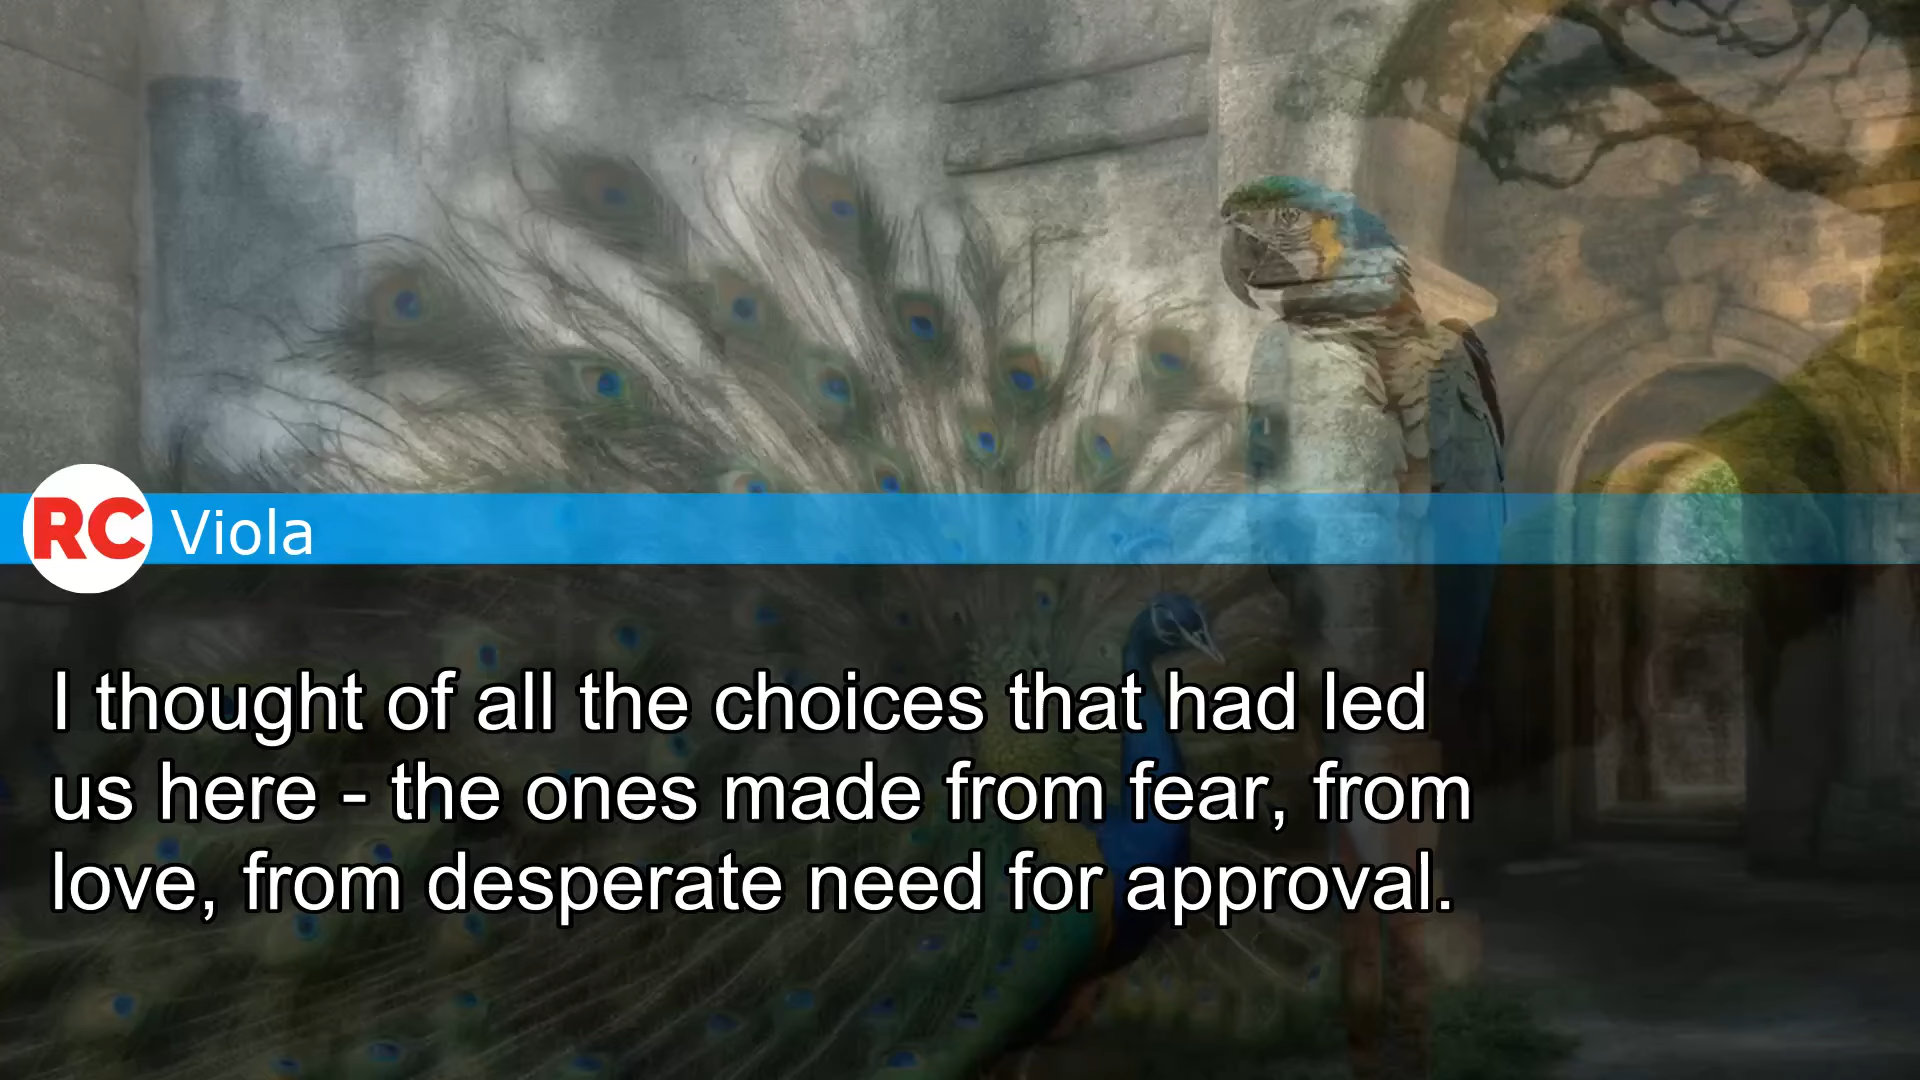 RC Viola
I thought of all the choices that had led
us here - the ones made from fear, from
love, from desperate need for approval.